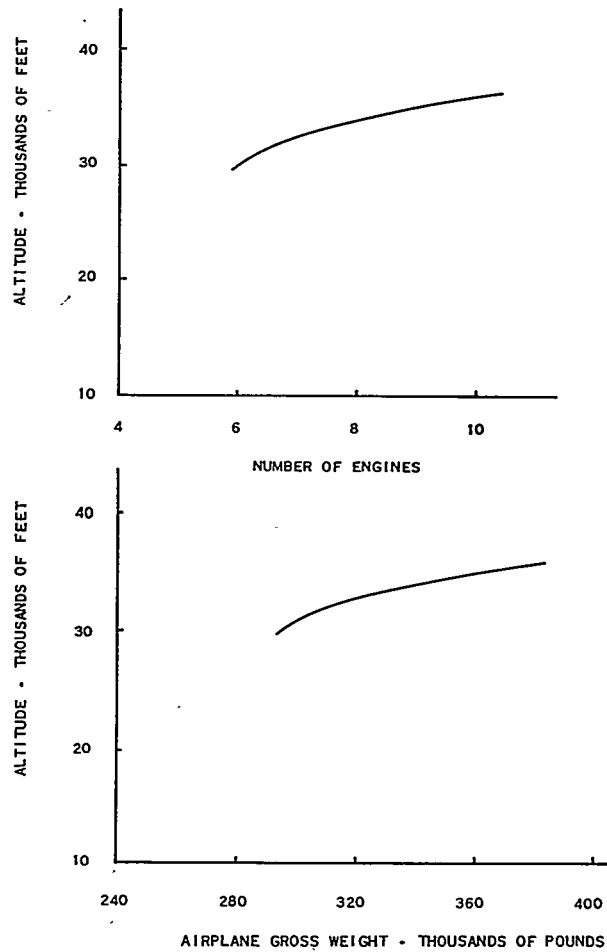 ALTITUDE - THOUSANDS OF FEET
40
30
20
10
4 6 8 10
NUMBER OF ENGINES
ALTITUDE - THOUSANDS OF FEET
40
30
20
10
240 280 320 360 400
AIRPLANE GROSS WEIGHT - THOUSANDS OF POUNDS